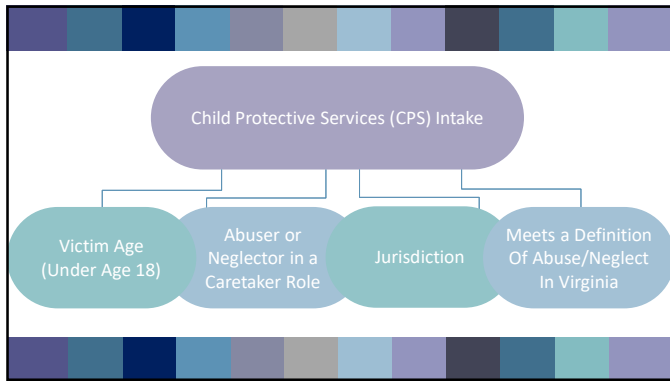 Child Protective Services (CPS) Intake
Victim Age
(Under Age 18)
Abuser or
Neglector in a
Caretaker Role
Jurisdiction
Meets a Definition
Of Abuse/Neglect
In Virginia